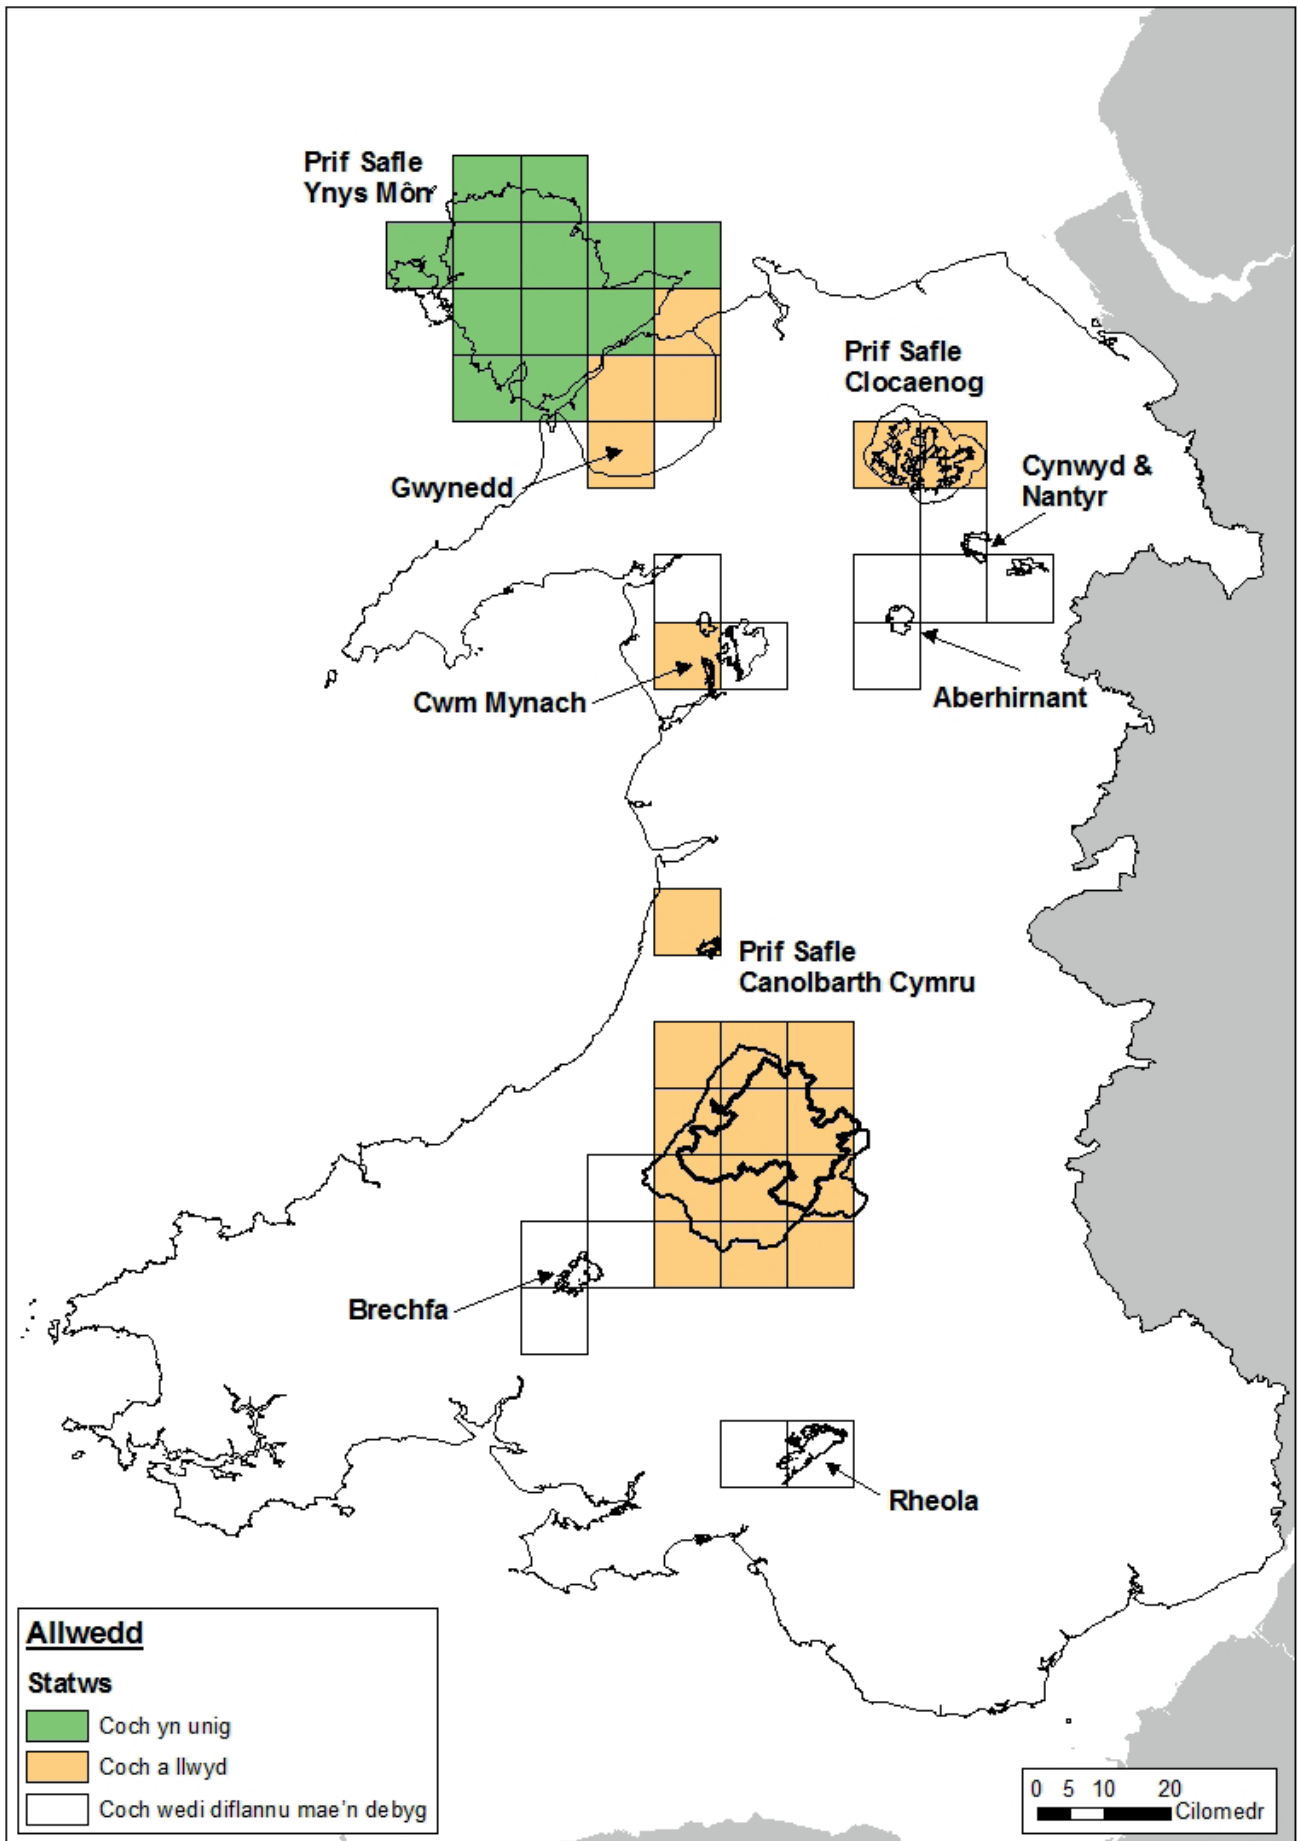 Prif Safle
Ynys Môn
Prif Safle
Clocaenog
Cynwyd &
Nantyr
Gwynedd
Cwm Mynach
Aberhirnant
Prif Safle
Canolbarth Cymru
Brechfa
Rheola
Allwedd
Statws
Coch yn unig
Coch a llwyd
Coch wedi diflannu mae'n debyg
0 5 10 20
Cilomedr